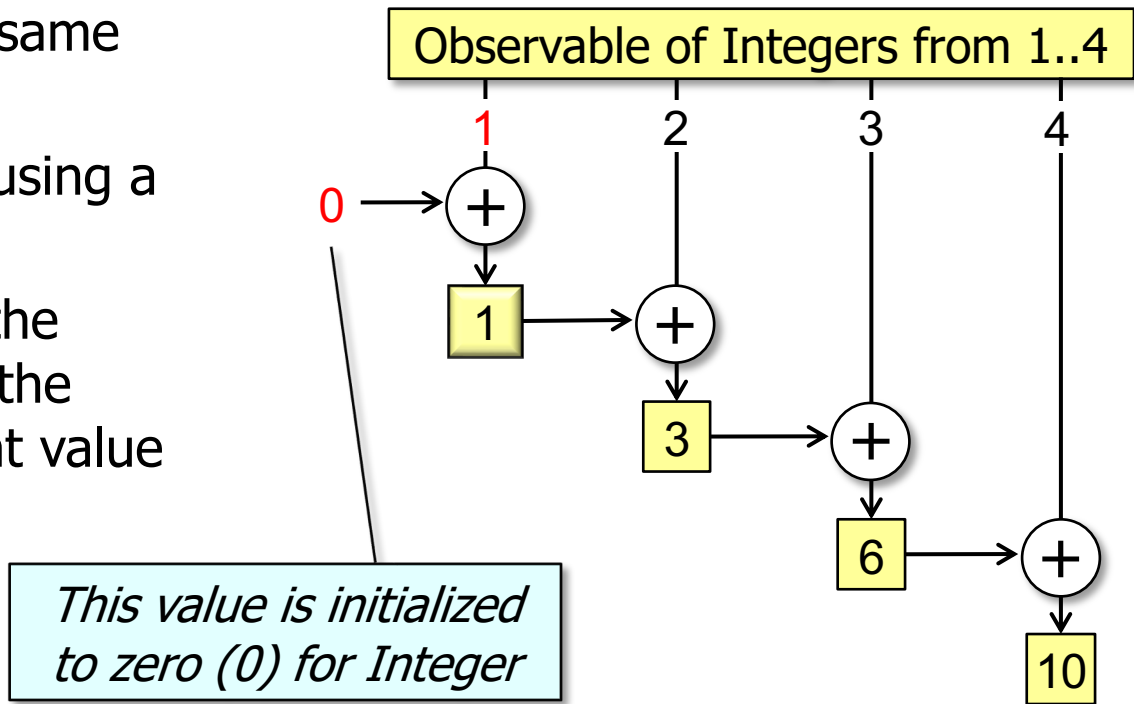 same
using a
the
the
t value
Observable of Integers from 1..4
1 2 3 4
0 +
1 +
3 +
6 +
10
This value is initialized
to zero (0) for Integer